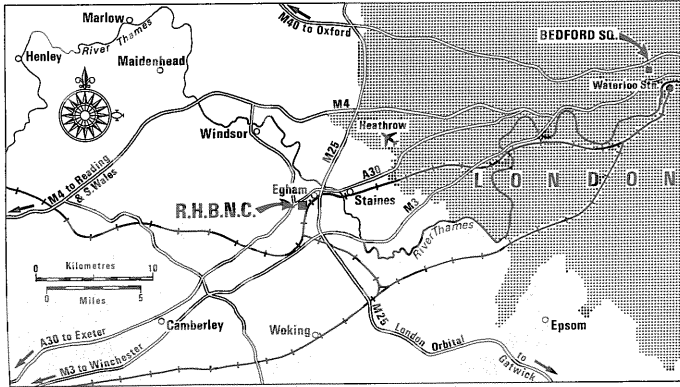 Marlow
M40 to Oxford
BEDFORD SQ.
Henley
River Thames
Maidenhead
Waterloo Stn.
M4
Heathrow
Windsor
M25
A30
M4 to Reading
& S.Wales
Egham
Staines
L O N D O N
R.H.B.N.C.
M3
River Thames
Kilometres
0 10
0 5
Miles
M25
Camberley
Woking
London Orbital
Epsom
A30 to Exeter
to
Gatwick
M3 to Winchester